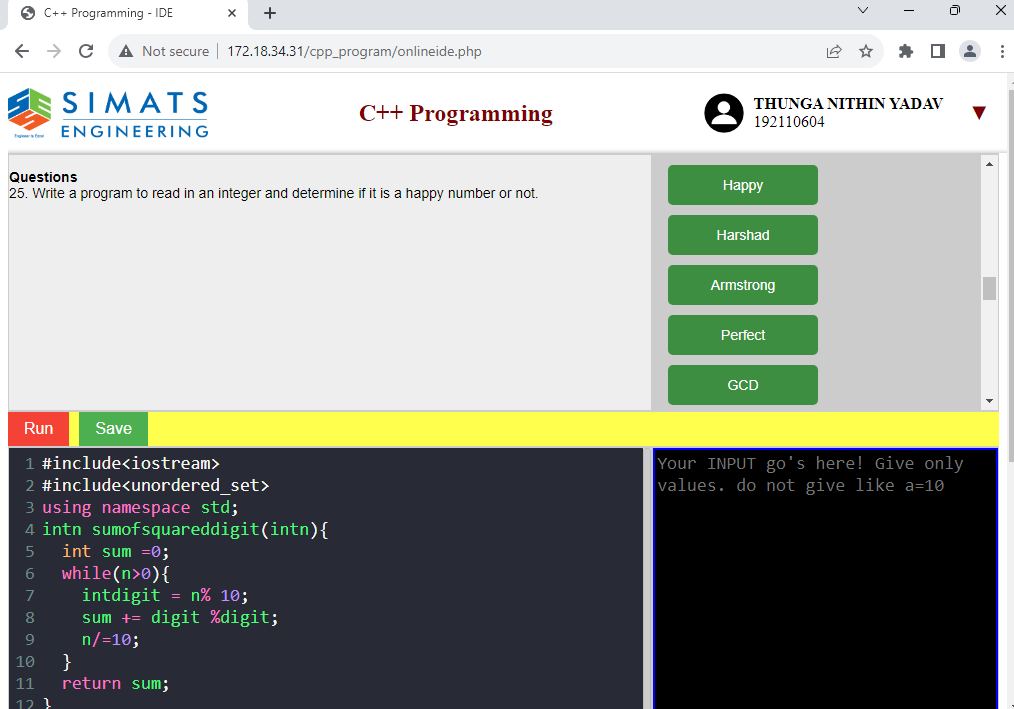 C++ Programming - IDE
Not secure 172.18.34.31/cpp_program/onlineide.php
SIMATS
ENGINEERING
C++ Programming
THUNGA NITHIN YADAV
192110604
Questions
25. Write a program to read in an integer and determine if it is a happy number or not.
Happy
Harshad
Armstrong
Perfect
GCD
Run Save
1 #include<iostream>
2 #include<unordered_set>
3 using namespace std;
4 intn sumofsquareddigit(intn){
5 int sum =0;
6 while(n>0){
7 intdigit = n% 10;
8 sum += digit %digit;
9 n/=10;
10 }
11 return sum;
12 }
Your INPUT go's here! Give only
values. do not give like a=10